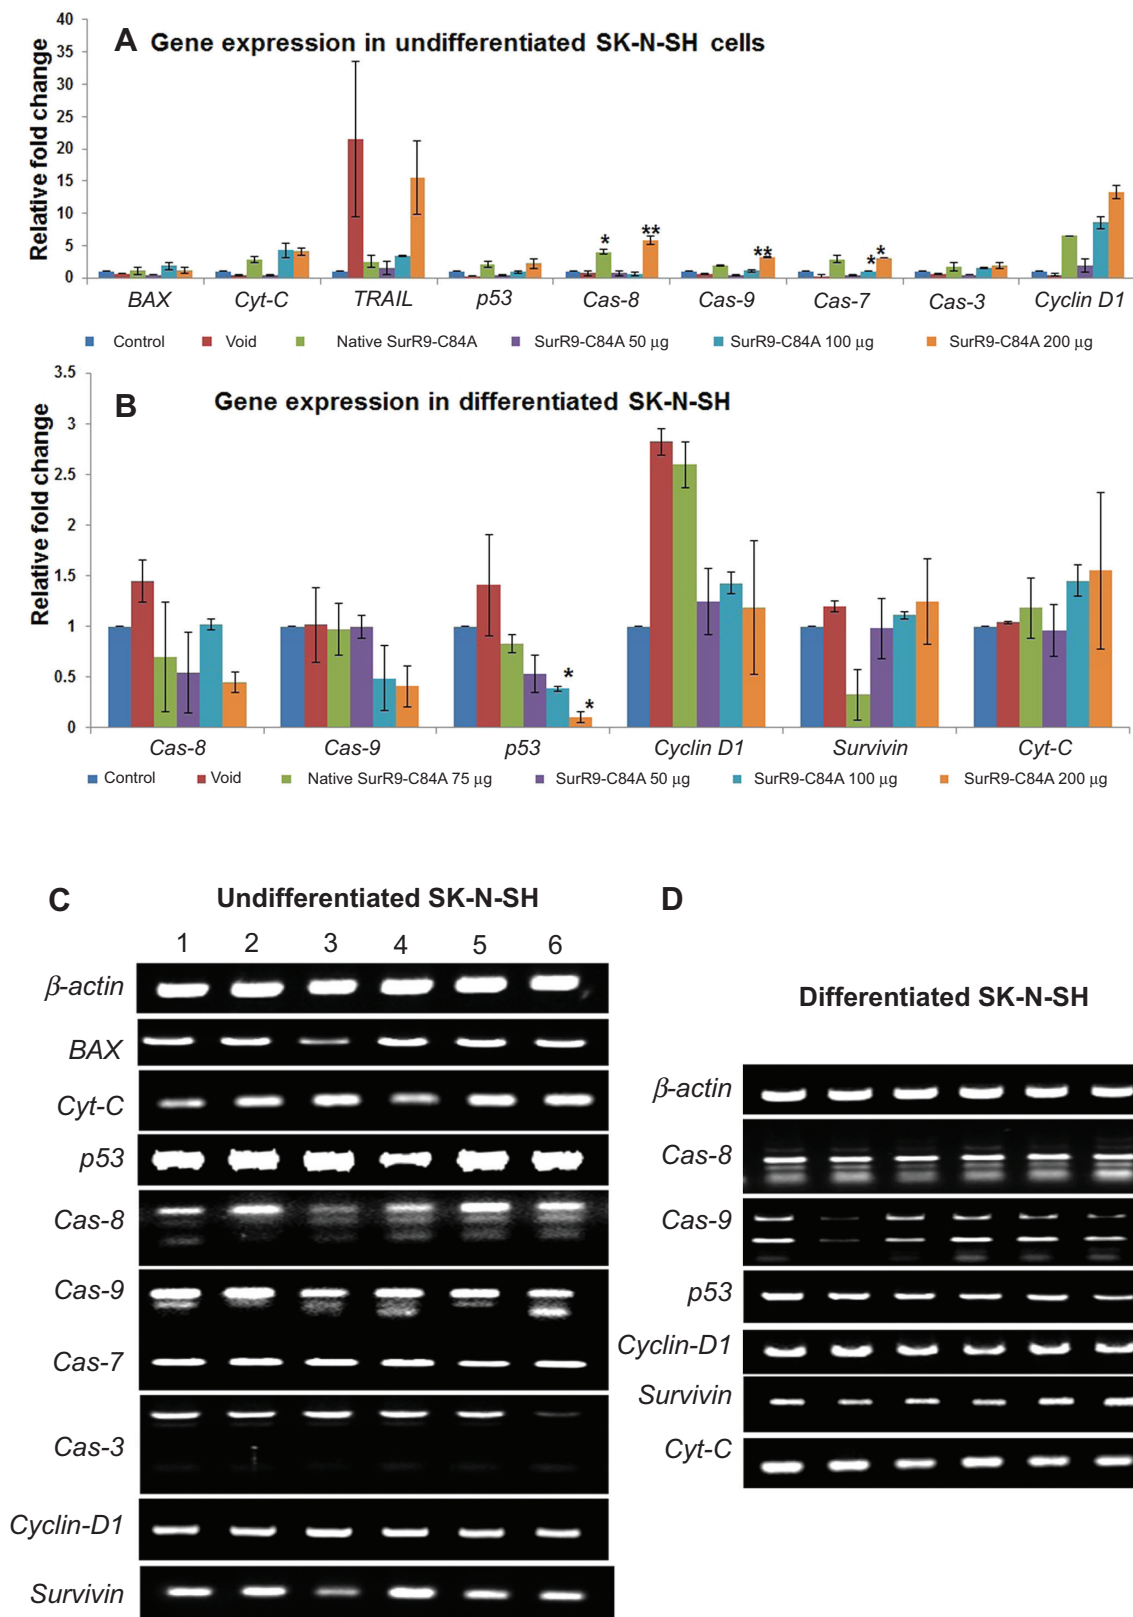 A Gene expression in undifferentiated SK-N-SH cells
Relative fold change
40
35
30
25
20
15
10
5
0
* ** ** * *
BAX Cyt-C TRAIL p53 Cas-8 Cas-9 Cas-7 Cas-3 Cyclin D1
Control Void Native SurR9-C84A SurR9-C84A 50 μg SurR9-C84A 100 μg SurR9-C84A 200 μg
B Gene expression in differentiated SK-N-SH
Relative fold change
3.5
3
2.5
2
1.5
1
0.5
0
* *
Cas-8 Cas-9 p53 Cyclin D1 Survivin Cyt-C
Control Void Native SurR9-C84A 75 μg SurR9-C84A 50 μg SurR9-C84A 100 μg SurR9-C84A 200 μg
C Undifferentiated SK-N-SH
1 2 3 4 5 6
β-actin
BAX
Cyt-C
p53
Cas-8
Cas-9
Cas-7
Cas-3
Cyclin-D1
Survivin
D
Differentiated SK-N-SH
β-actin
Cas-8
Cas-9
p53
Cyclin-D1
Survivin
Cyt-C